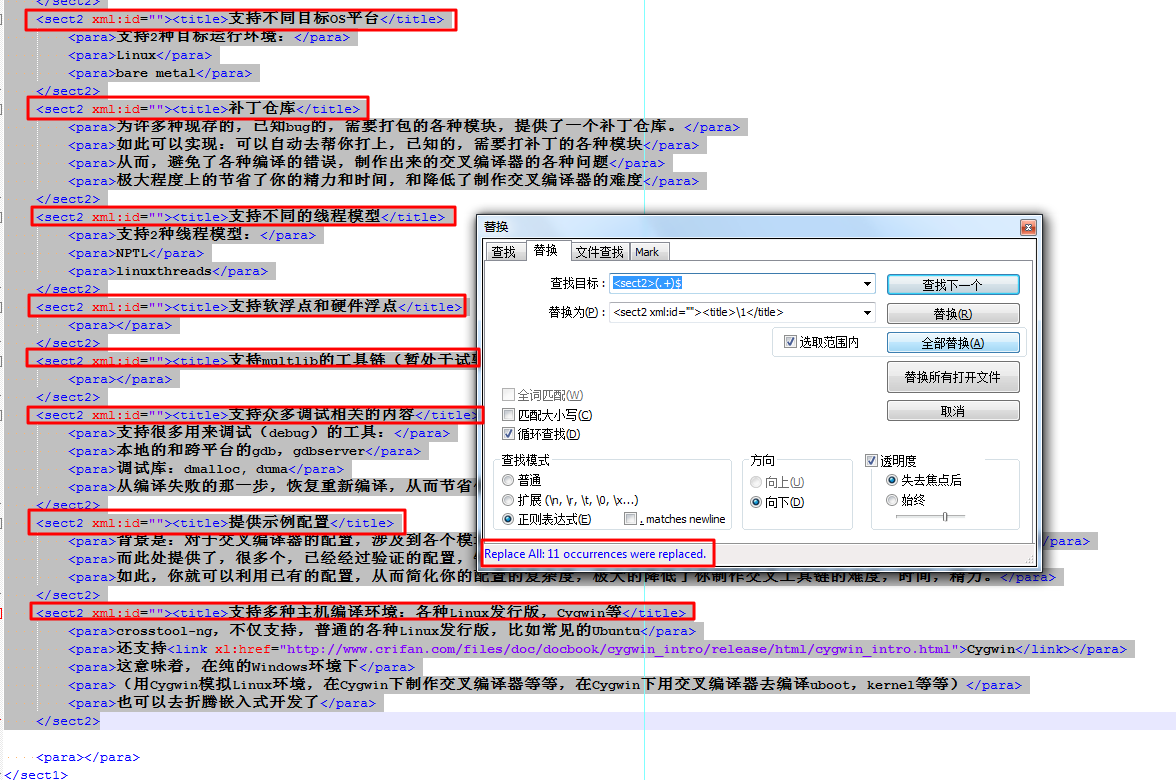 </sect2>
<sect2 xml:id=""><title>支持不同目标OS平台</title>
<para>支持2种目标运行环境：</para>
<para>Linux</para>
<para>bare metal</para>
</sect2>
<sect2 xml:id=""><title>补丁仓库</title>
<para>为许多种现存的，已知bug的，需要打包的各种模块，提供了一个补丁仓库。</para>
<para>如此可以实现：可以自动去帮你打上，已知的，需要打补丁的各种模块</para>
<para>从而，避免了各种编译的错误，制作出来的交叉编译器的各种问题</para>
<para>极大程度上的节省了你的精力和时间，和降低了制作交叉编译器的难度</para>
</sect2>
<sect2 xml:id=""><title>支持不同的线程模型</title>
<para>支持2种线程模型：</para>
<para>NPTL</para>
<para>linuxthreads</para>
</sect2>
<sect2 xml:id=""><title>支持软浮点和硬件浮点</title>
<para></para>
</sect2>
<sect2 xml:id=""><title>支持multlib的工具链（暂处于试
<para></para>
</sect2>
<sect2 xml:id=""><title>支持众多调试相关的内容</title>
<para>支持很多用来调试（debug）的工具：</para>
<para>本地的和跨平台的gdb，gdbserver</para>
<para>调试库：dmalloc, duma</para>
<para>从编译失败的那一步，恢复重新编译，从而节省
</sect2>
<sect2 xml:id=""><title>提供示例配置</title>
<para>背景是：对于交叉编译器的配置，涉及到各个模 /para>
<para>而此处提供了，很多个，已经经过验证的配置，
<para>如此，你就可以利用已有的配置，从而简化你的配置的复杂度，极大的降低了你制作交叉工具链的难度，时间，精力。</para>
</sect2>
<sect2 xml:id=""><title>支持多种主机编译环境：各种Linux发行版，Cygwin等</title>
<para>crosstool-ng，不仅支持，普通的各种Linux发行版，比如常见的Ubuntu</para>
<para>还支持<link xl:href="http://www.crifan.com/files/doc/docbook/cygwin_intro/release/html/cygwin_intro.html">Cygwin</link></para>
<para>这意味着，在纯的Windows环境下</para>
<para>（用Cygwin模拟Linux环境，在Cygwin下制作交叉编译器等等，在Cygwin下用交叉编译器去编译uboot，kernel等等）</para>
<para>也可以去折腾嵌入式开发了</para>
</sect2>
<para></para>
</sect1>
替换
查找 替换 文件查找 Mark
查找目标： <sect2>(.+)$ 查找下一个
替换为(P)： <sect2 xml:id=""><title>\1</title> 替换(R)
选取范围内 全部替换(A)
替换所有打开文件
取消
全词匹配(W)
匹配大小写(C)
循环查找(D)
查找模式
普通
扩展 (\n, \r, \t, \0, \x...)
正则表达式(E) . matches newline
方向
向上(U)
向下(D)
透明度
失去焦点后
始终
Replace All: 11 occurrences were replaced.